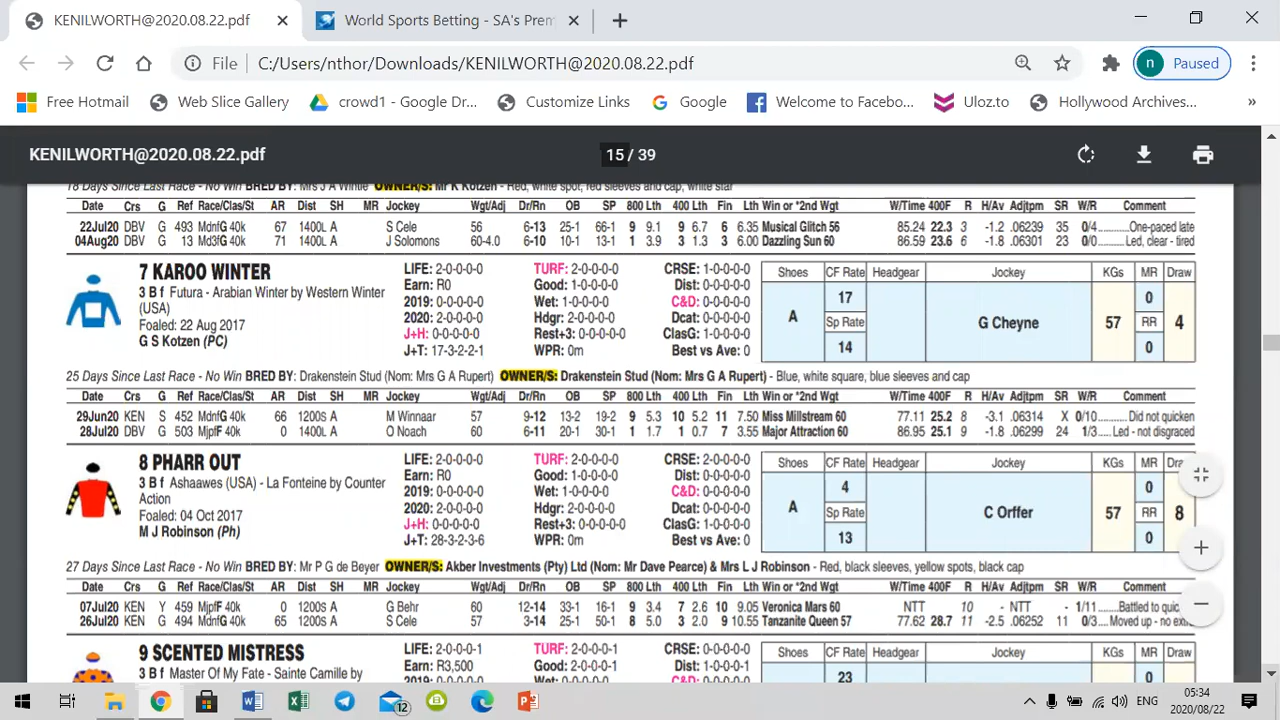 KENILWORTH@2020.08.22.pdf
World Sports Betting - SA's Prem
n Paused
File C:/Users/nthor/Downloads/KENILWORTH@2020.08.22.pdf
Free Hotmail Web Slice Gallery crowd1 - Google Dr... Customize Links Google Welcome to Facebo... Uloz.to Hollywood Archives... »
KENILWORTH@2020.08.22.pdf 15 / 39
18 Days Since Last Race - No Win BRED BY: Mrs J A Wintle OWNER/S: Mr K Kotzen - Red, white spot, red sleeves and cap, white star
Date Crs G Ref Race/Clas/St AR Dist SH MR Jockey Wgt/Adj Dr/Rn OB SP 800 Lth 400 Lth Fin Lth Win or *2nd Wgt W/Time 400F R H/Av Adjtpm SR W/R Comment
22Jul20 DBV G 493 MdnfG 40k 67 1400L A S Cele 56 6-13 25-1 66-1 9 9.1 9 6.7 6 6.35 Musical Glitch 56 85.24 22.3 3 -1.2 .06249 35 0/4 One-paced late
04Aug20 DBV G 13 Md3fG 40k 71 1400L A J Solomons 60-4.0 6-10 10-1 13-1 1 3.9 3 1.3 3 6.00 Dazzling Sun 60 86.59 23.6 6 -1.8 .06301 23 0/0 Led, clear - tired
7 KAROO WINTER
3 B f Futura - Arabian Winter by Western Winter
(USA)
Foaled: 22 Aug 2017
G S Kotzen (PC)
LIFE: 2-0-0-0-0 TURF: 2-0-0-0-0 CRSE: 1-0-0-0-0
Earn: R0 Good: 1-0-0-0-0 Dist: 0-0-0-0-0
2019: 0-0-0-0-0 Wet: 1-0-0-0-0 C&D: 0-0-0-0-0
2020: 2-0-0-0-0 Hdgr: 2-0-0-0-0 Dcat: 0-0-0-0-0
J+H: 0-0-0-0-0 Rest+3: 0-0-0-0-0 ClasG: 1-0-0-0-0
J+T: 17-3-2-2-1 WPR: 0m Best vs Ave: 0
Shoes CF Rate Headgear Jockey KGs MR Draw
A 17 Sp Rate 14 G Cheyne 57 0 RR 0 4
25 Days Since Last Race - No Win BRED BY: Drakenstein Stud (Nom: Mrs G A Rupert) OWNER/S: Drakenstein Stud (Nom: Mrs G A Rupert) - Blue, white square, blue sleeves and cap
Date Crs G Ref Race/Clas/St AR Dist SH MR Jockey Wgt/Adj Dr/Rn OB SP 800 Lth 400 Lth Fin Lth Win or *2nd Wgt W/Time 400F R H/Av Adjtpm SR W/R Comment
29Jun20 KEN S 452 MdnfG 40k 66 1200S A M Winnaar 57 9-12 13-2 19-2 9 5.3 10 5.2 11 7.50 Miss Millstream 60 77.11 25.2 8 -3.1 .06314 X 0/10 Did not quicken
28Jul20 DBV G 503 MjpfF 40k 0 1400L A O Noach 60 6-11 20-1 30-1 1 1.7 1 0.7 7 3.55 Major Attraction 60 86.95 25.1 9 -1.8 .06299 24 1/3 Led - not disgraced
8 PHARR OUT
3 B f Ashaawes (USA) - La Fonteine by Counter
Action
Foaled: 04 Oct 2017
M J Robinson (Ph)
LIFE: 2-0-0-0-0 TURF: 2-0-0-0-0 CRSE: 2-0-0-0-0
Earn: R0 Good: 1-0-0-0-0 Dist: 0-0-0-0-0
2019: 0-0-0-0-0 Wet: 1-0-0-0-0 C&D: 0-0-0-0-0
2020: 2-0-0-0-0 Hdgr: 2-0-0-0-0 Dcat: 0-0-0-0-0
J+H: 0-0-0-0-0 Rest+3: 0-0-0-0-0 ClasG: 1-0-0-0-0
J+T: 28-3-2-3-6 WPR: 0m Best vs Ave: 0
Shoes CF Rate Headgear Jockey KGs MR Draw
A 4 Sp Rate 13 C Orffer 57 0 RR 0 8
27 Days Since Last Race - No Win BRED BY: Mr P G de Beyer OWNER/S: Akber Investments (Pty) Ltd (Nom: Mr Dave Pearce) & Mrs L J Robinson - Red, black sleeves, yellow spots, black cap
Date Crs G Ref Race/Clas/St AR Dist SH MR Jockey Wgt/Adj Dr/Rn OB SP 800 Lth 400 Lth Fin Lth Win or *2nd Wgt W/Time 400F R H/Av Adjtpm SR W/R Comment
07Jul20 KEN Y 459 MjpfF 40k 0 1200S A G Behr 60 12-14 33-1 16-1 9 3.4 7 2.6 10 9.05 Veronica Mars 60 NTT 10 - NTT - 1/11 Battled to quic
26Jul20 KEN G 494 MdnfG 40k 65 1200S A S Cele 57 3-14 25-1 50-1 8 5.0 3 2.0 9 10.55 Tanzanite Queen 57 77.62 28.7 11 -2.5 .06252 11 0/3 Moved up - no ex
9 SCENTED MISTRESS
3 B f Master Of My Fate - Sainte Camille by
LIFE: 2-0-0-0-1 TURF: 2-0-0-0-1 CRSE: 2-0-0-0-1
Earn: R3,500 Good: 2-0-0-0-1 Dist: 1-0-0-0-1
Shoes CF Rate Headgear Jockey KGs MR Draw
23 0
12 ENG 05:34
2020/08/22